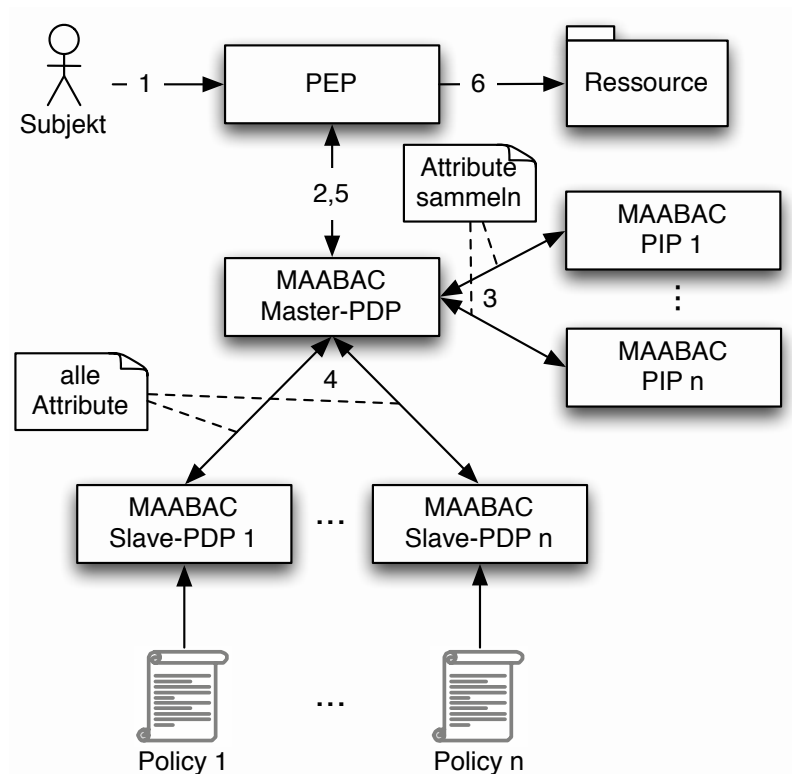 Subjekt
1
PEP
6
Ressource
2,5
Attribute
sammeln
MAABAC
PIP 1
MAABAC
Master-PDP
3
⋮
MAABAC
PIP n
alle
Attribute
4
MAABAC
Slave-PDP 1
...
MAABAC
Slave-PDP n
Policy 1
...
Policy n